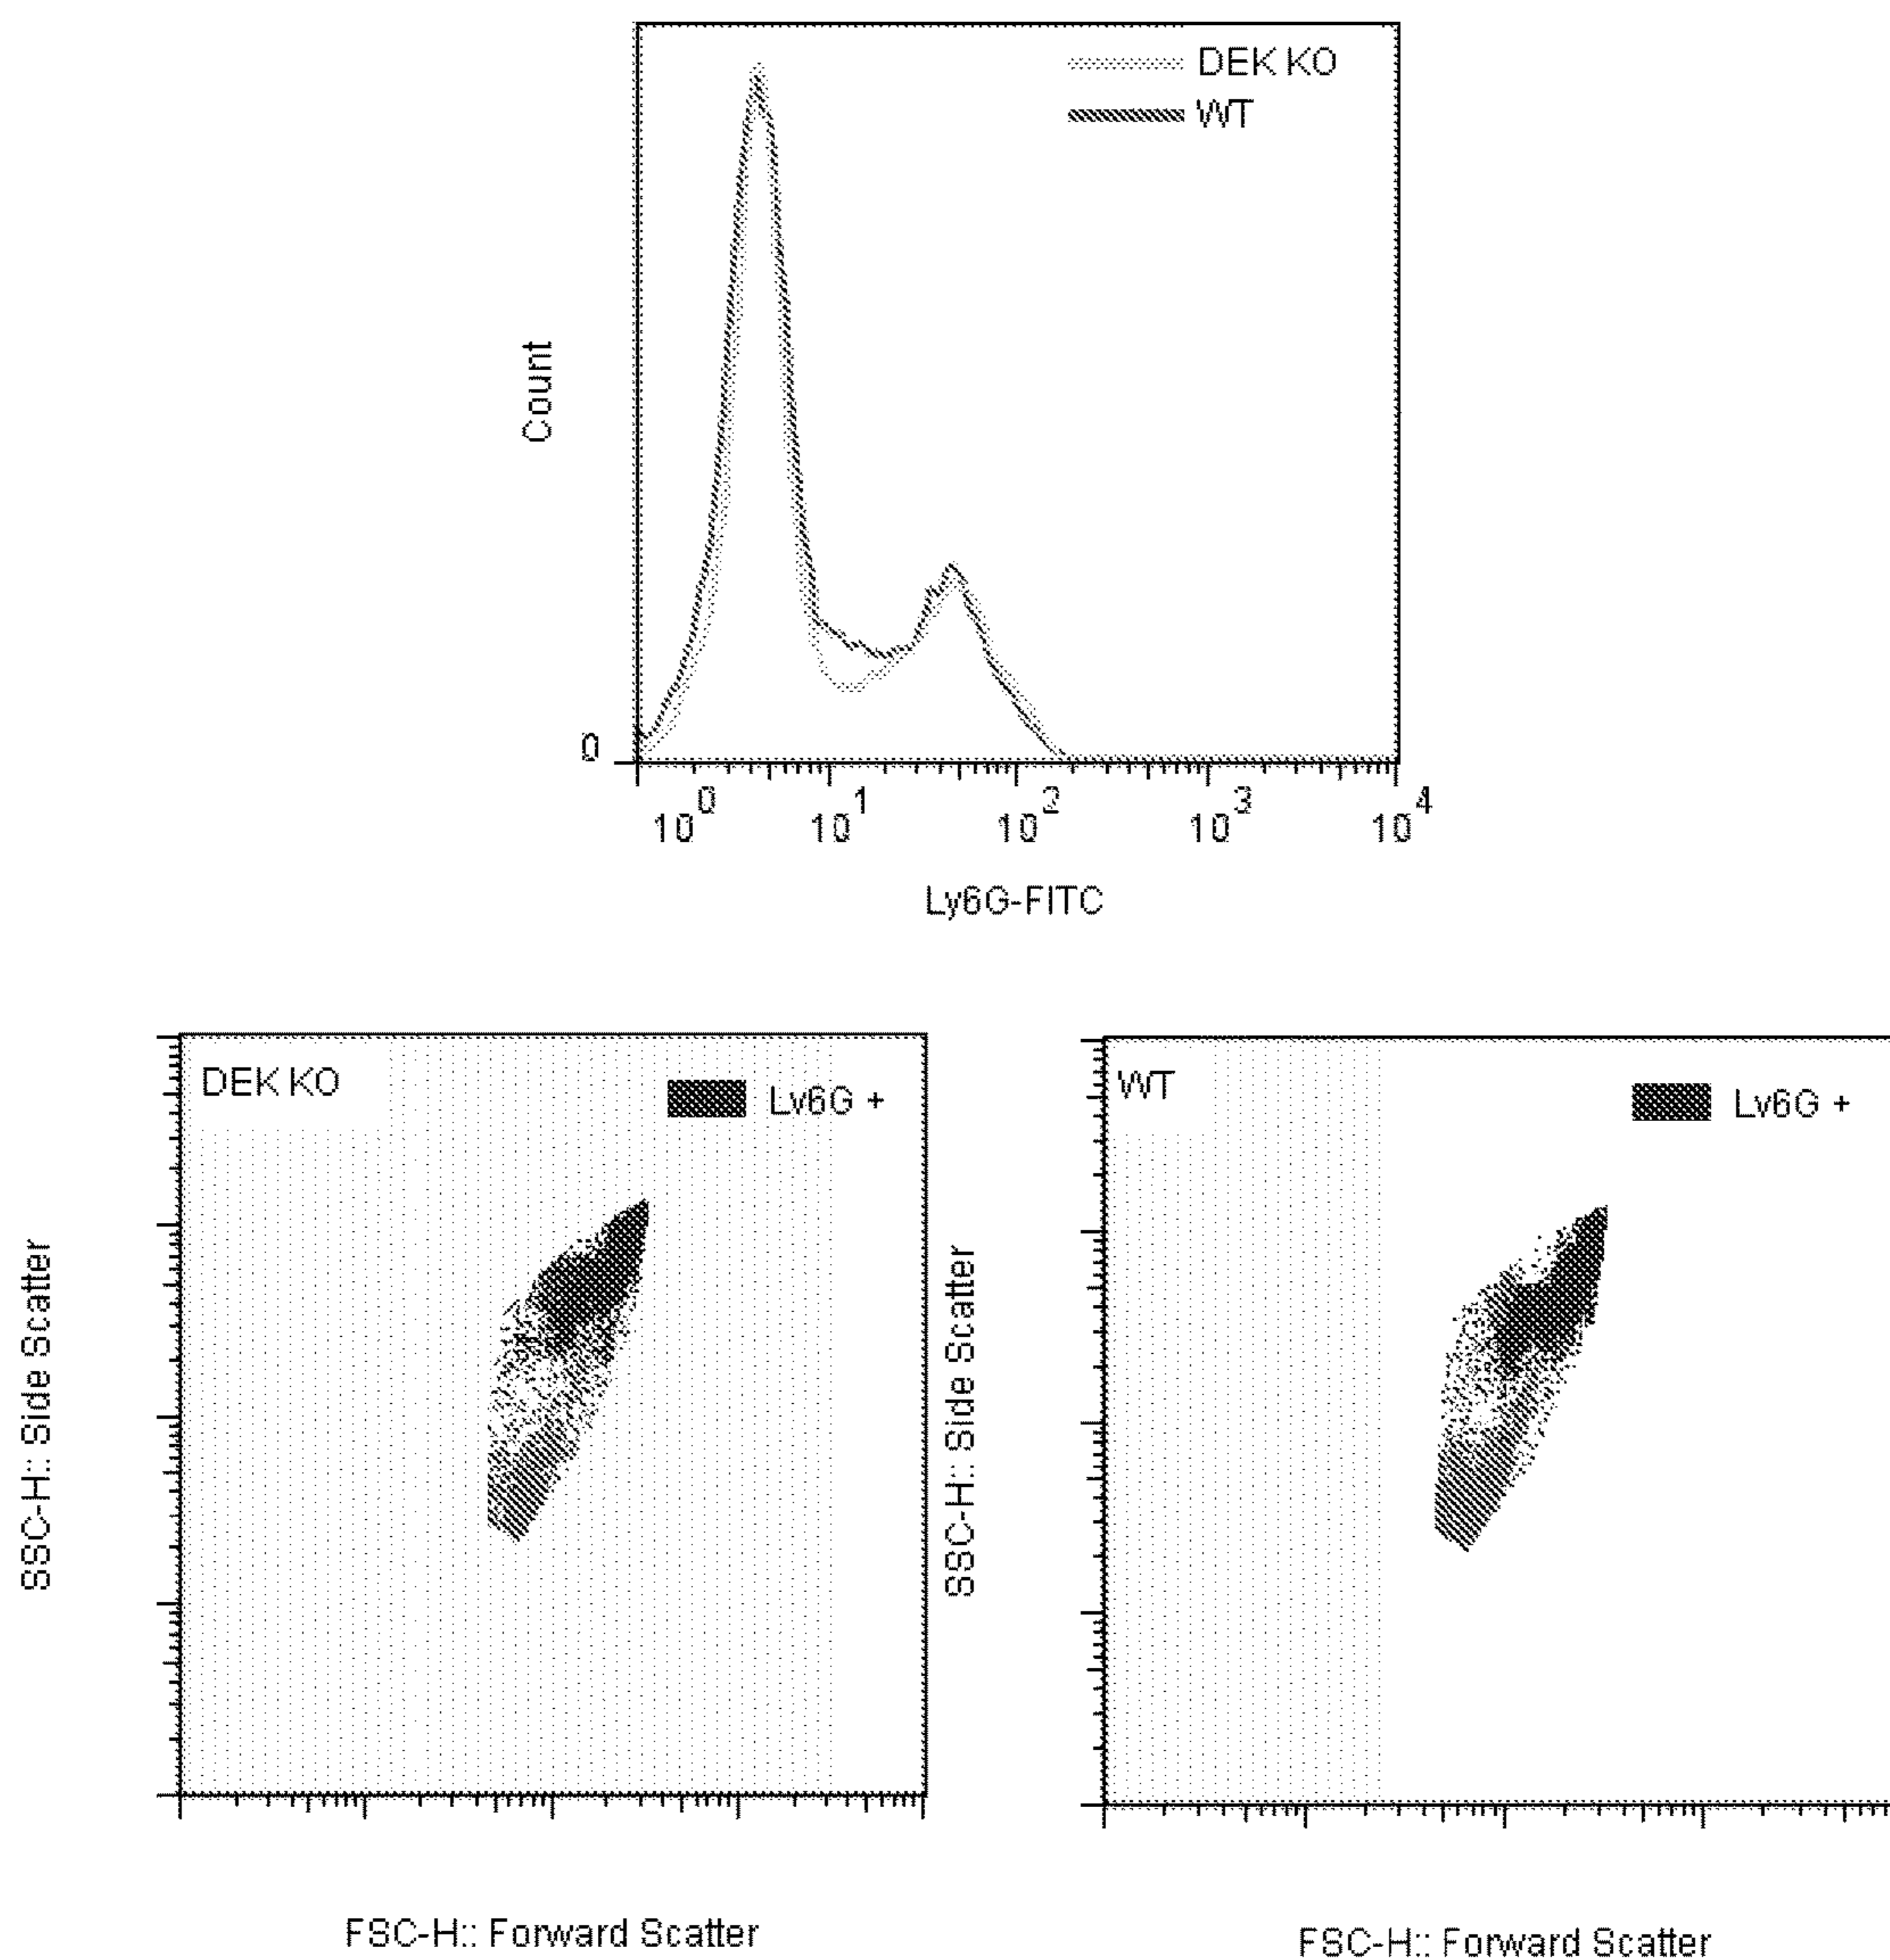 DEK KO
WT
Count
0
10^0 10^1 10^2 10^3 10^4
Ly6G-FITC
DEK KO
Lv6G +
SSC-H:: Side Scatter
FSC-H:: Forward Scatter
WT
Lv6G +
SSC-H:: Side Scatter
FSC-H:: Forward Scatter